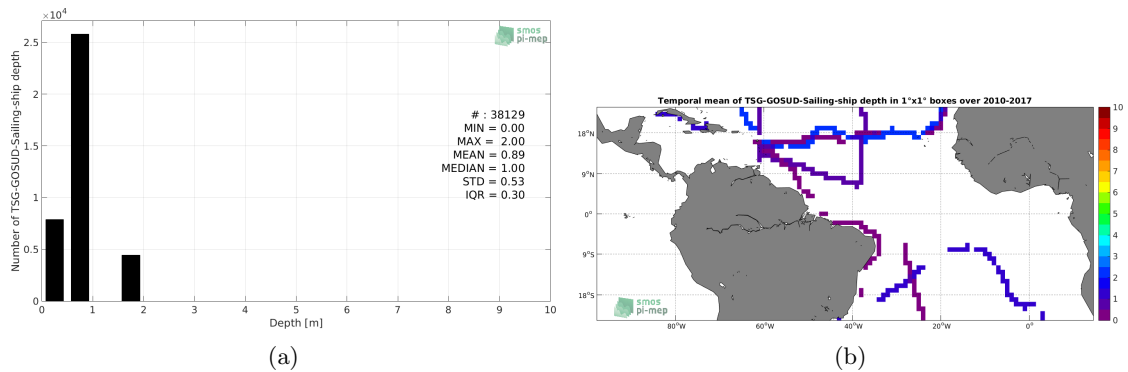 ×10⁴
2.5
2
1.5
1
0.5
0
Number of TSG-GOSUD-Sailing-ship depth
0 1 2 3 4 5 6 7 8 9 10
Depth [m]
smos
pi-mep
# : 38129
MIN = 0.00
MAX = 2.00
MEAN = 0.89
MEDIAN = 1.00
STD = 0.53
IQR = 0.30
(a)
Temporal mean of TSG-GOSUD-Sailing-ship depth in 1°x1° boxes over 2010-2017
18°N
9°N
0°
9°S
18°S
80°W 60°W 40°W 20°W 0°
smos
pi-mep
10
9
8
7
6
5
4
3
2
1
0
(b)